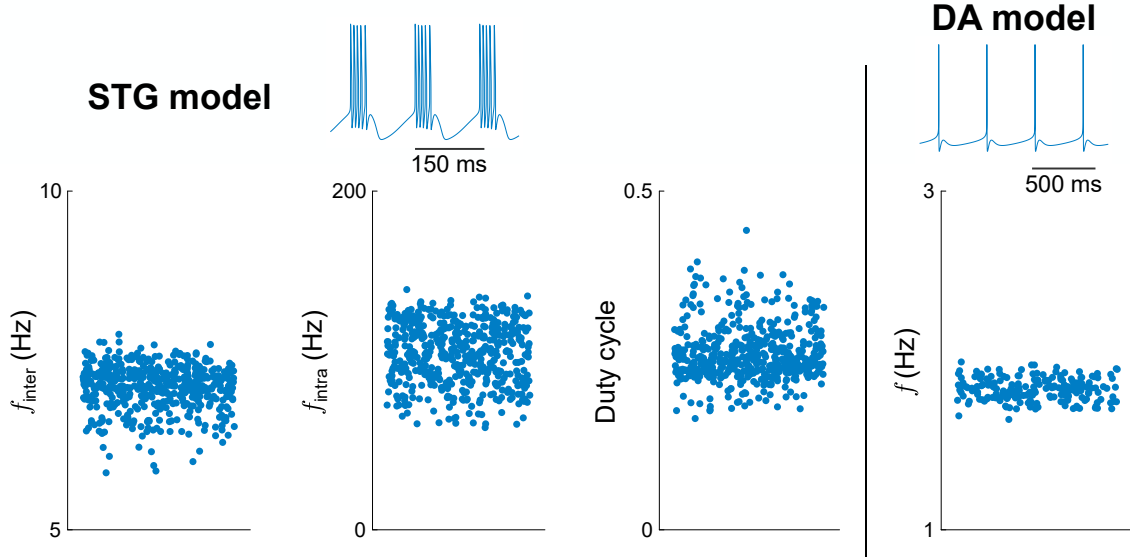 DA model
STG model
150 ms
500 ms
10
5
f_inter (Hz)
200
0
f_intra (Hz)
0.5
0
Duty cycle
3
1
f (Hz)